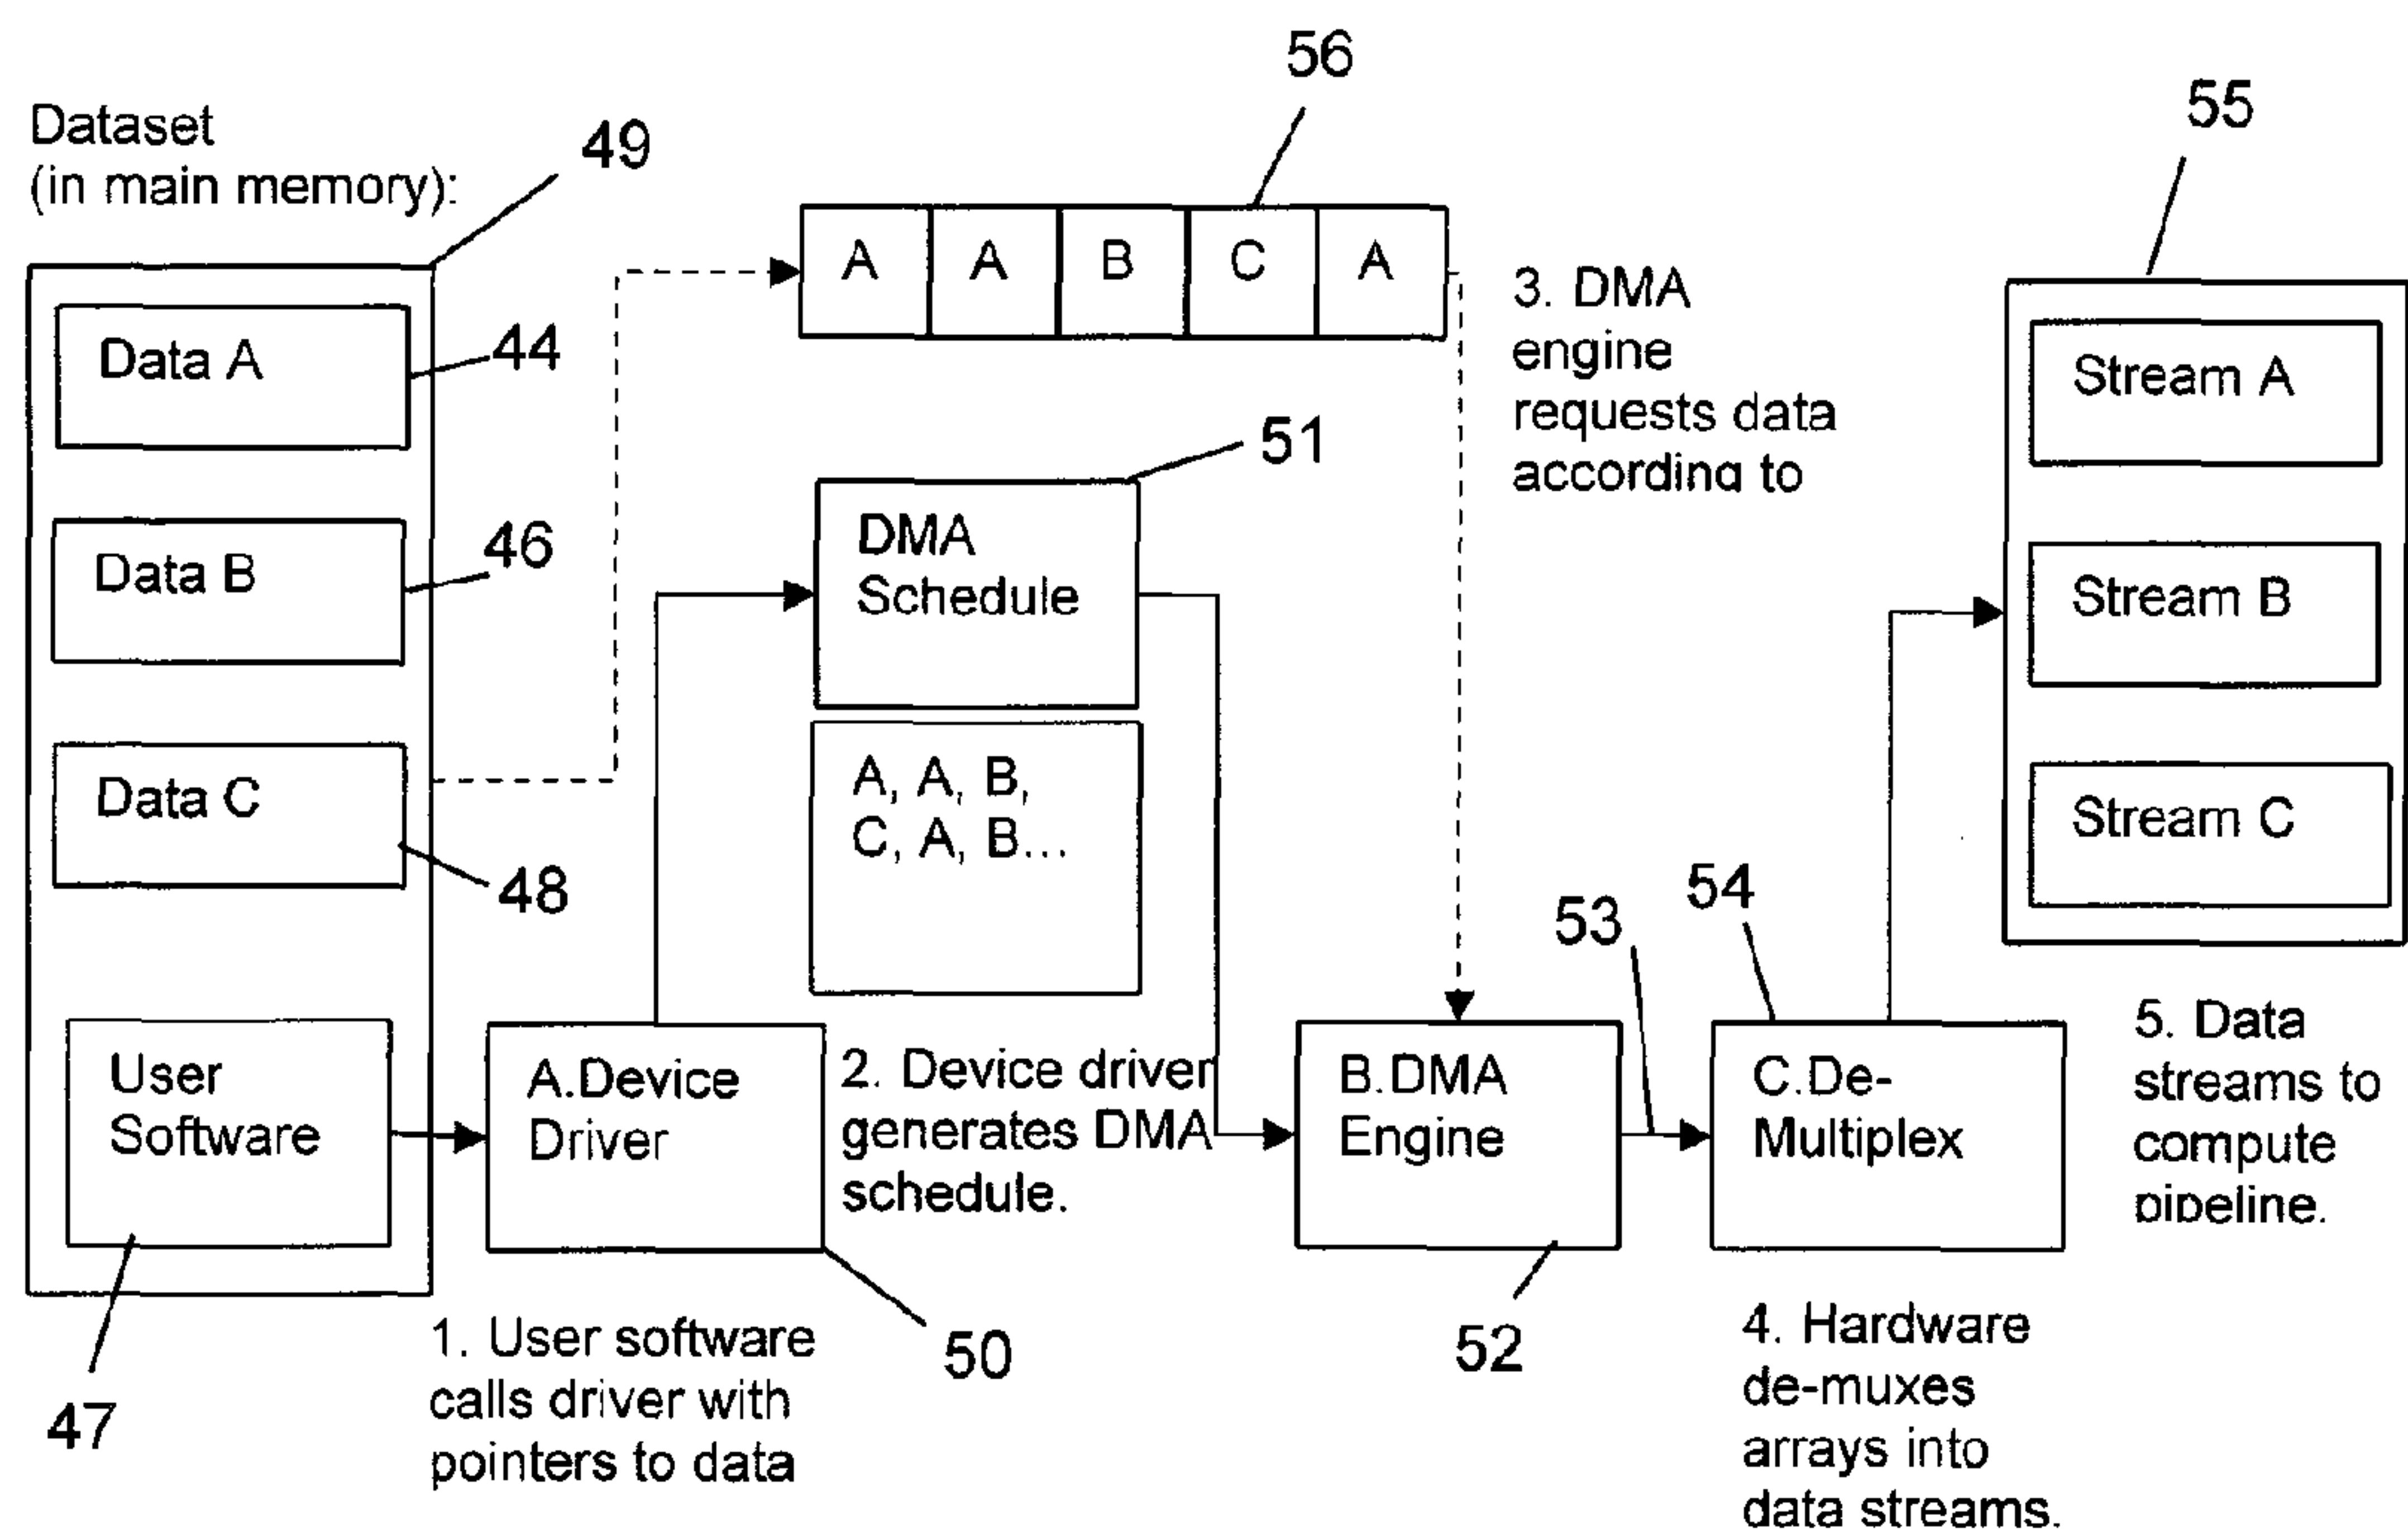 56
55
Dataset
(in main memory):
49
A A B C A
3. DMA
engine
requests data
according to
Data A
44
Stream A
51
DMA
Schedule
Data B
46
Stream B
Data C
48
A, A, B,
C, A, B...
Stream C
53
54
User
Software
A.Device
Driver
2. Device driver
generates DMA
schedule.
B.DMA
Engine
C.De-
Multiplex
5. Data
streams to
compute
pipeline.
47
1. User software
calls driver with
pointers to data
50
52
4. Hardware
de-muxes
arrays into
data streams.